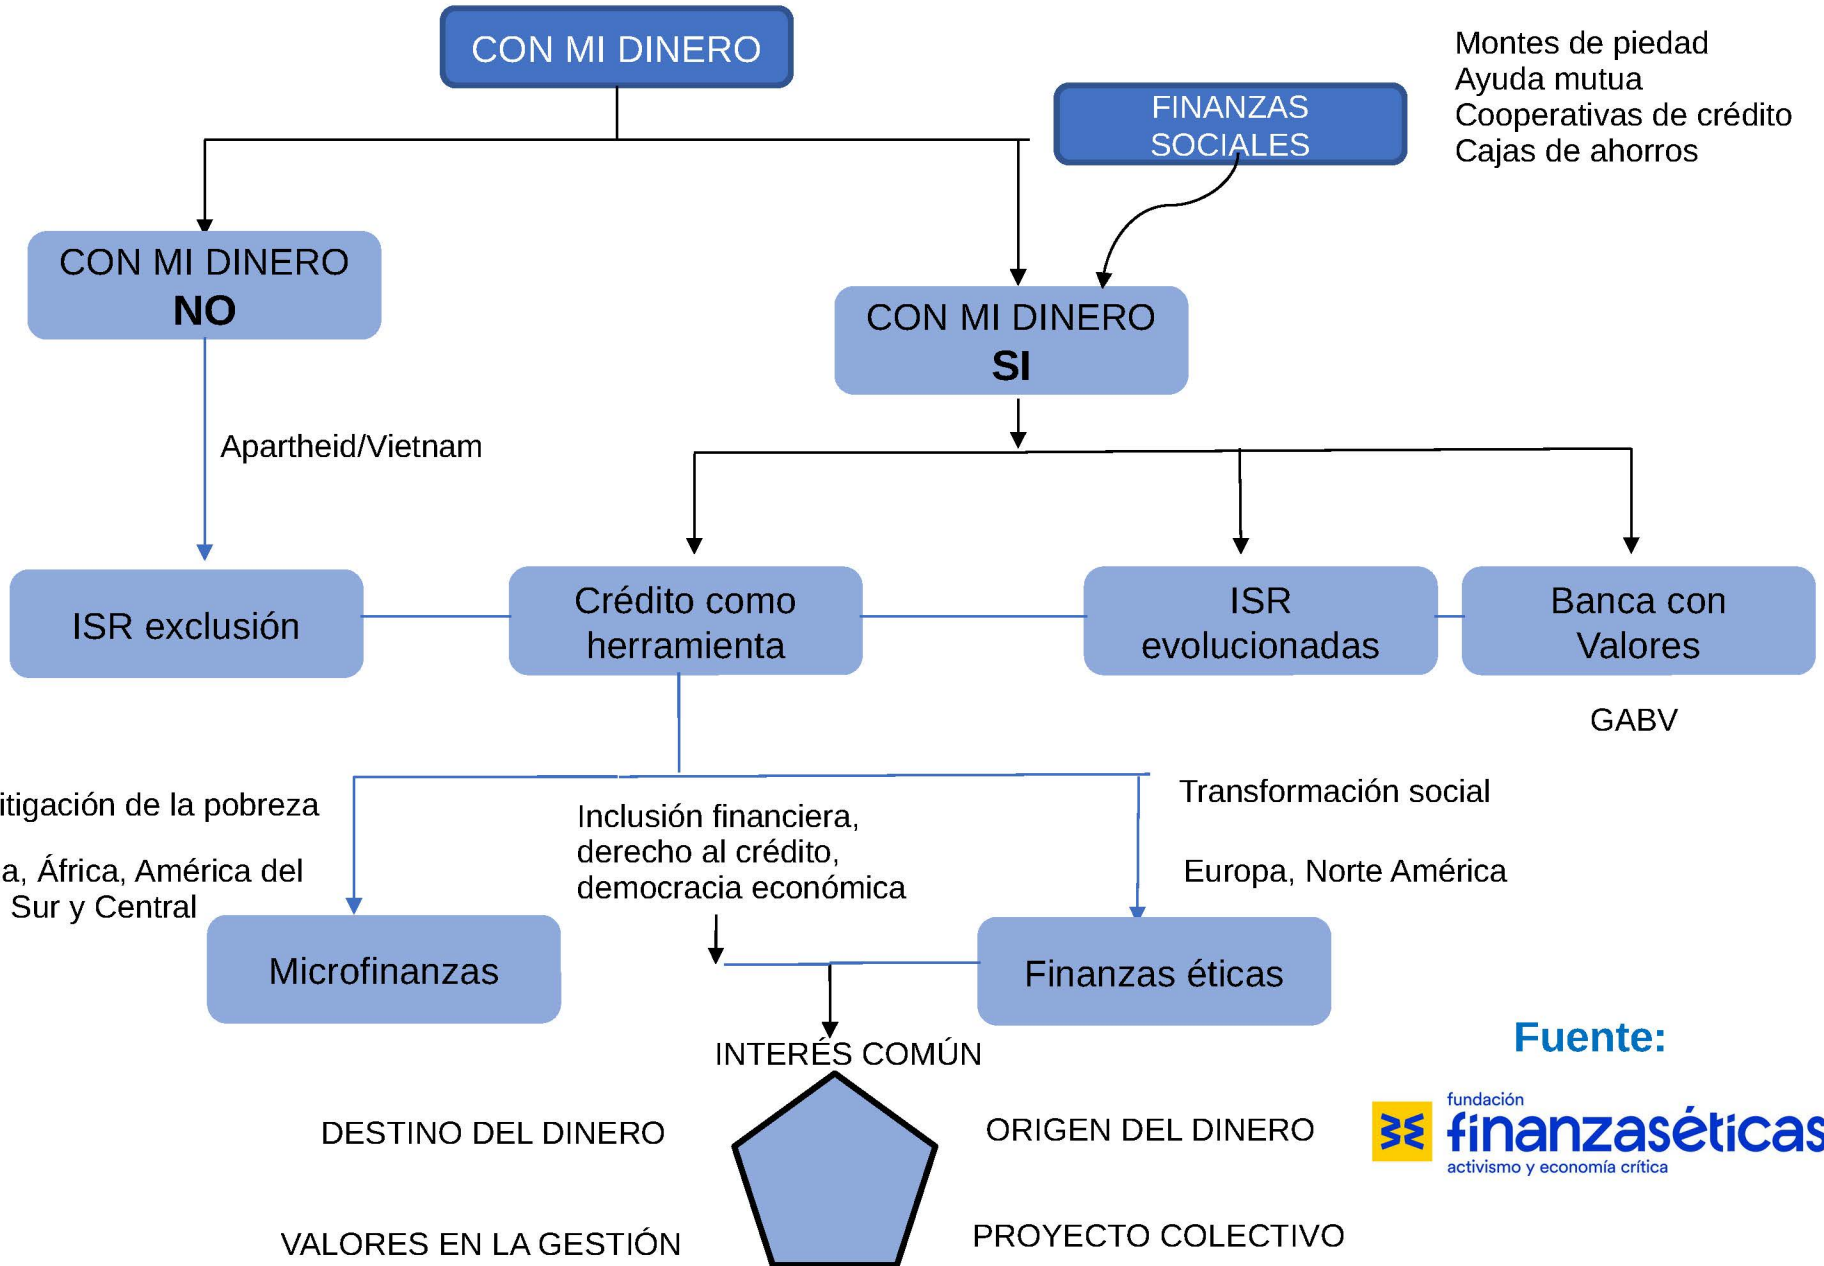 CON MI DINERO
Montes de piedad
Ayuda mutua
Cooperativas de crédito
Cajas de ahorros
FINANZAS
SOCIALES
CON MI DINERO
NO
CON MI DINERO
SI
Apartheid/Vietnam
ISR exclusión
Crédito como
herramienta
ISR
evolucionadas
Banca con
Valores
GABV
itigación de la pobreza
a, África, América del
Sur y Central
Inclusión financiera,
derecho al crédito,
democracia económica
Transformación social
Europa, Norte América
Microfinanzas
Finanzas éticas
INTERÉS COMÚN
DESTINO DEL DINERO
ORIGEN DEL DINERO
VALORES EN LA GESTIÓN
PROYECTO COLECTIVO
Fuente:
fundación
finanzaséticas
activismo y economía crítica